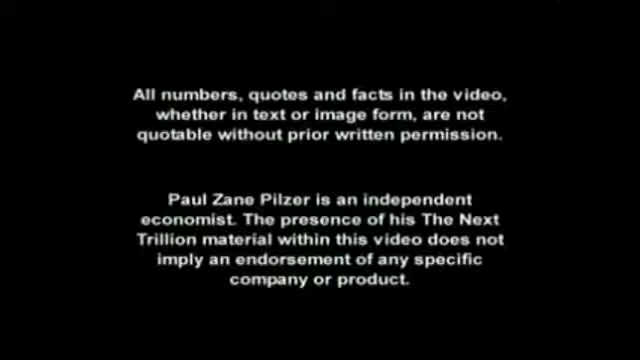 All numbers, quotes and facts in the video,
whether in text or image form, are not
quotable without prior written permission.
Paul Zane Pilzer is an independent
economist. The presence of his The Next
Trillion material within this video does not
imply an endorsement of any specific
company or product.